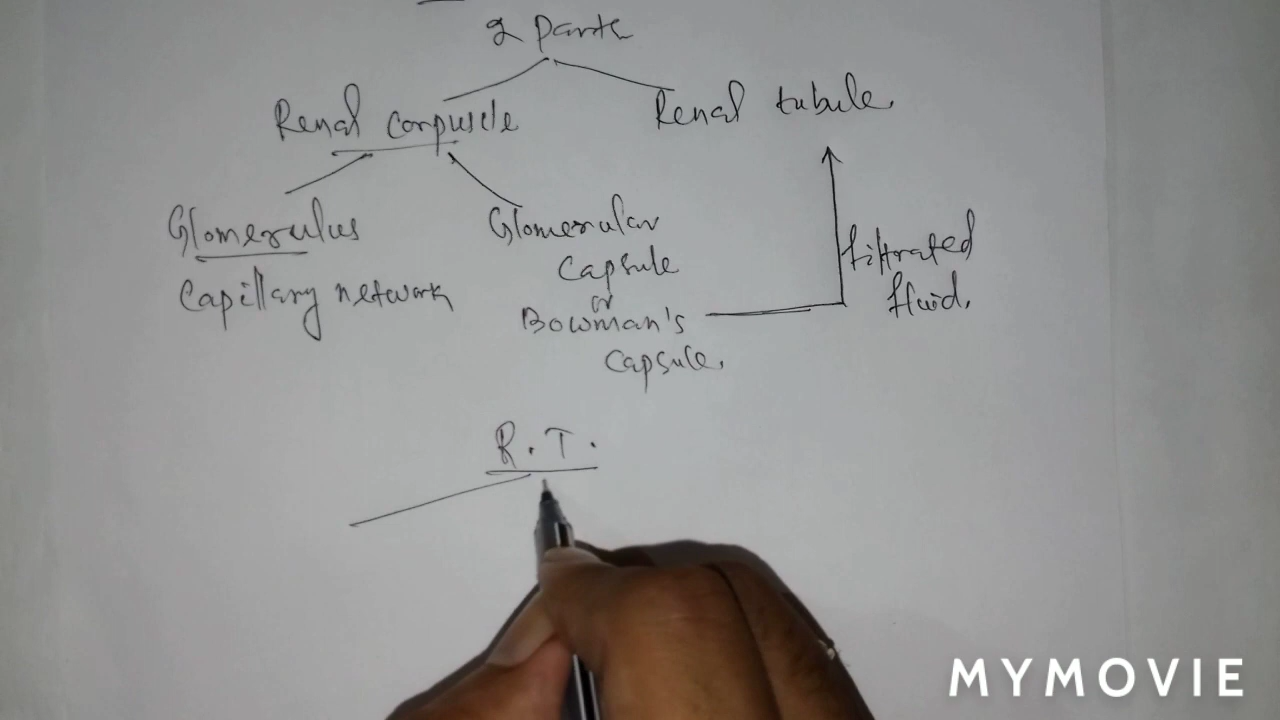 2 Parts
Renal corpuscle
Renal tubule.
Glomerulus
Capillary network
Glomerular
Capsule
or
Bowman's
Capsule.
filtrated
fluid.
R.T.
MYMOVIE